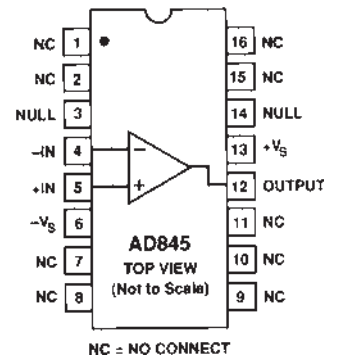 NC 1 16 NC
NC 2 15 NC
NULL 3 14 NULL
–IN 4 – 13 +VS
+IN 5 + 12 OUTPUT
–VS 6 11 NC
AD845
NC 7 TOP VIEW 10 NC
NC 8 (Not to Scale) 9 NC
NC = NO CONNECT